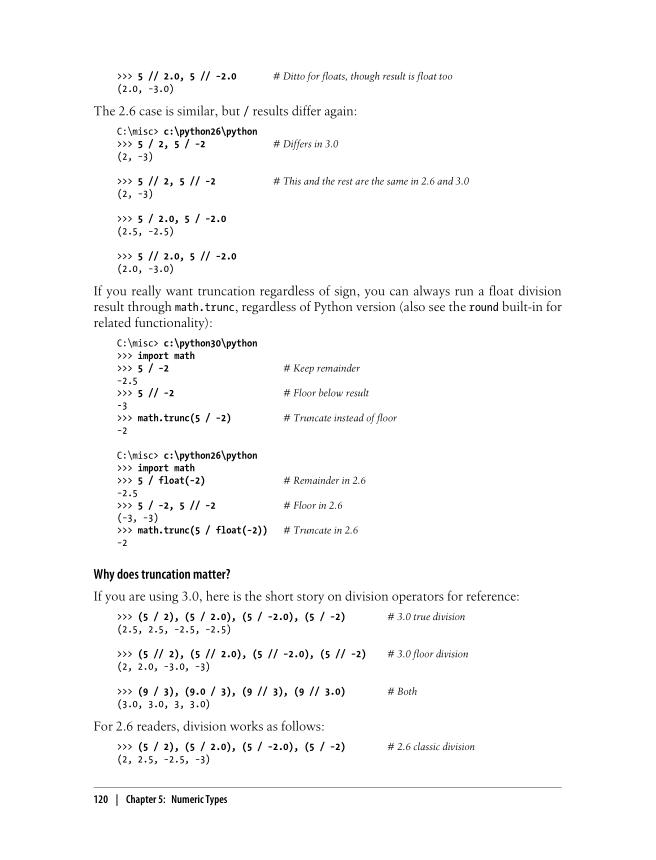 >>> 5 // 2.0, 5 // -2.0 # Ditto for floats, though result is float too
(2.0, -3.0)
The 2.6 case is similar, but / results differ again:
C:\misc> c:\python26\python
>>> 5 / 2, 5 / -2 # Differs in 3.0
(2, -3)
>>> 5 // 2, 5 // -2 # This and the rest are the same in 2.6 and 3.0
(2, -3)
>>> 5 / 2.0, 5 / -2.0
(2.5, -2.5)
>>> 5 // 2.0, 5 // -2.0
(2.0, -3.0)
If you really want truncation regardless of sign, you can always run a float division
result through math.trunc, regardless of Python version (also see the round built-in for
related functionality):
C:\misc> c:\python30\python
>>> import math
>>> 5 / -2 # Keep remainder
-2.5
>>> 5 // -2 # Floor below result
-3
>>> math.trunc(5 / -2) # Truncate instead of floor
-2
C:\misc> c:\python26\python
>>> import math
>>> 5 / float(-2) # Remainder in 2.6
-2.5
>>> 5 / -2, 5 // -2 # Floor in 2.6
(-3, -3)
>>> math.trunc(5 / float(-2)) # Truncate in 2.6
-2
Why does truncation matter?
If you are using 3.0, here is the short story on division operators for reference:
>>> (5 / 2), (5 / 2.0), (5 / -2.0), (5 / -2) # 3.0 true division
(2.5, 2.5, -2.5, -2.5)
>>> (5 // 2), (5 // 2.0), (5 // -2.0), (5 // -2) # 3.0 floor division
(2, 2.0, -3.0, -3)
>>> (9 / 3), (9.0 / 3), (9 // 3), (9 // 3.0) # Both
(3.0, 3.0, 3, 3.0)
For 2.6 readers, division works as follows:
>>> (5 / 2), (5 / 2.0), (5 / -2.0), (5 / -2) # 2.6 classic division
(2, 2.5, -2.5, -3)
120 | Chapter 5: Numeric Types